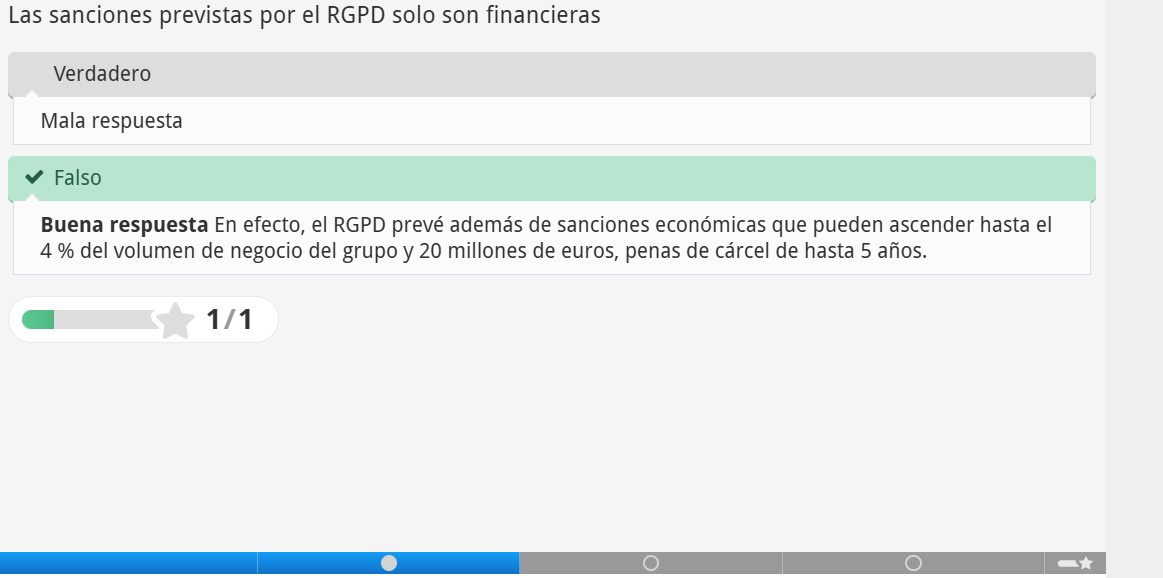 Las sanciones previstas por el RGPD solo son financieras
Verdadero
Mala respuesta
Falso
Buena respuesta En efecto, el RGPD prevé además de sanciones económicas que pueden ascender hasta el
4 % del volumen de negocio del grupo y 20 millones de euros, penas de cárcel de hasta 5 años.
1/1